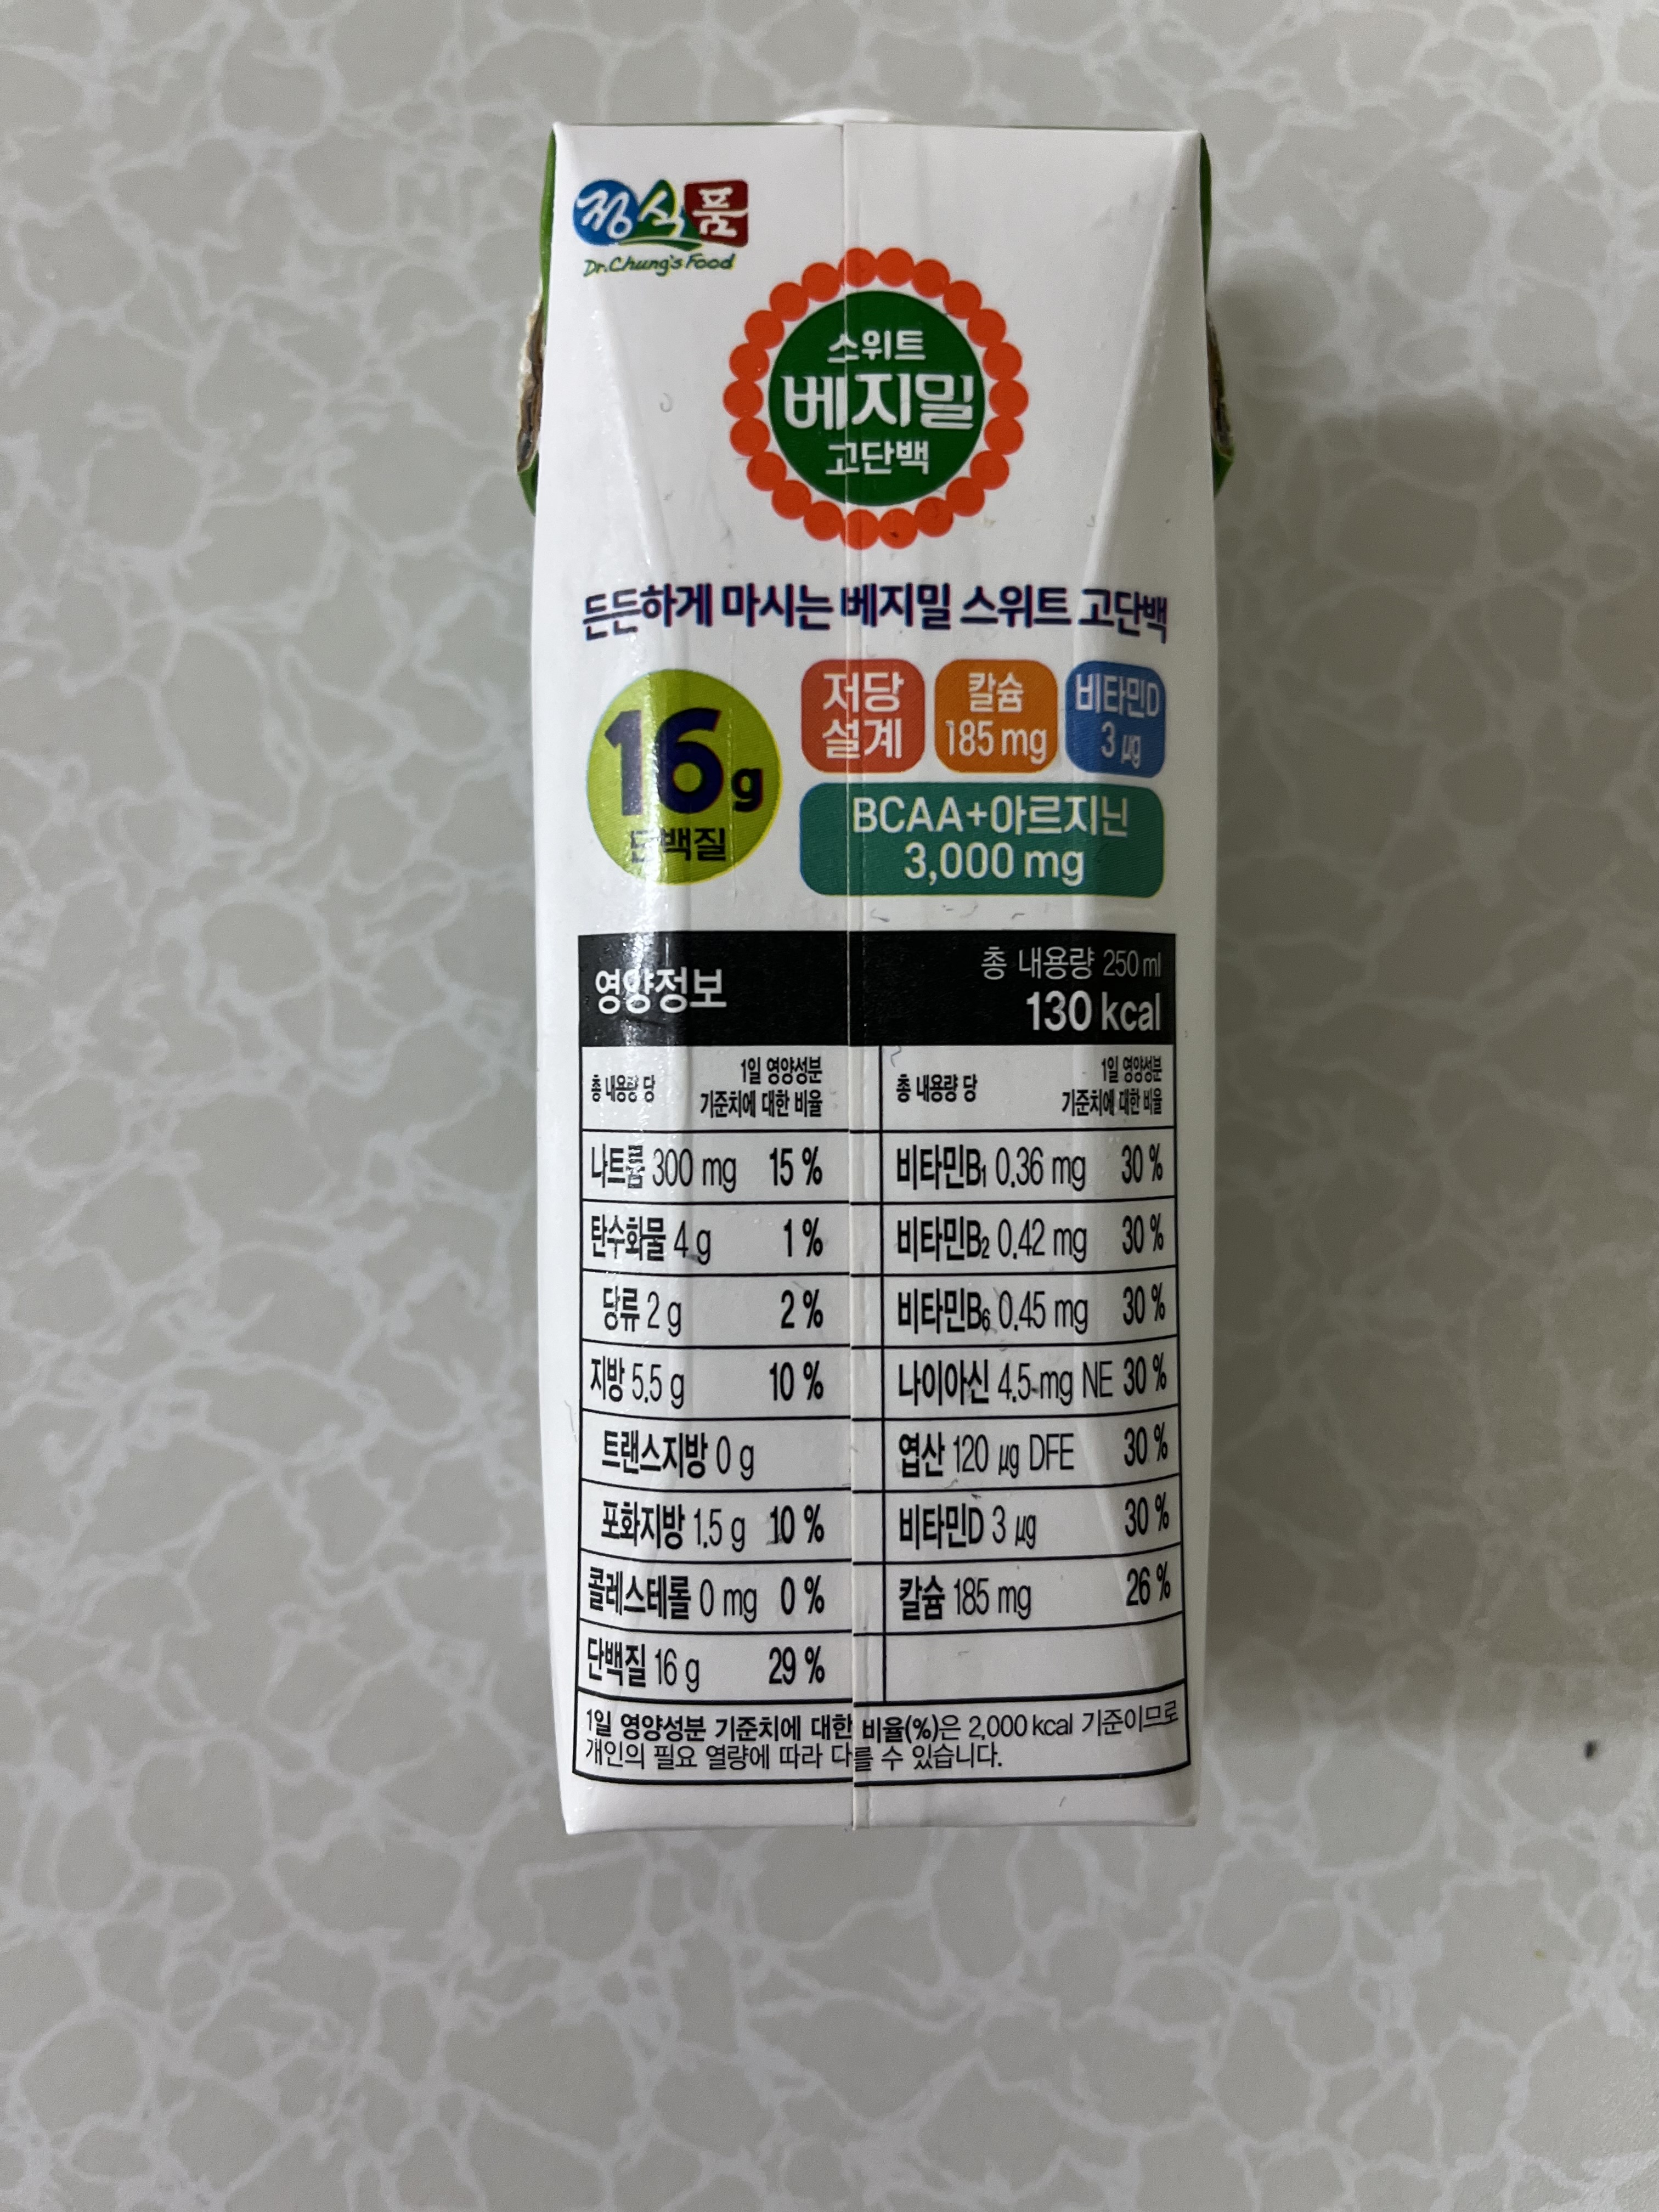 정식품
Dr.Chung's Food
스위트
베지밀
고단백
든든하게 마시는 베지밀 스위트 고단백
16g
단백질
저당
설계
칼슘
185 mg
비타민D
3 ㎍
BCAA+아르지닌
3,000 mg
영양정보
총 내용량 250 ml
130 kcal
총 내용량 당 1일 영양성분
기준치에 대한 비율
나트륨 300 mg 15 %
탄수화물 4 g 1 %
당류 2 g 2 %
지방 5.5 g 10 %
트랜스지방 0 g
포화지방 1.5 g 10 %
콜레스테롤 0 mg 0 %
단백질 16 g 29 %
총 내용량 당 1일 영양성분
기준치에 대한 비율
비타민B₁ 0.36 mg 30 %
비타민B₂ 0.42 mg 30 %
비타민B₆ 0.45 mg 30 %
나이아신 4.5 mg NE 30 %
엽산 120 ㎍ DFE 30 %
비타민D 3 ㎍ 30 %
칼슘 185 mg 26 %
1일 영양성분 기준치에 대한 비율(%)은 2,000 kcal 기준이므로
개인의 필요 열량에 따라 다를 수 있습니다.